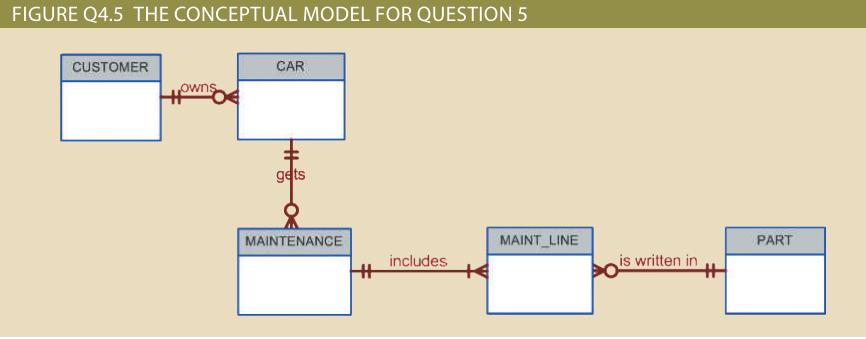 FIGURE Q4.5 THE CONCEPTUAL MODEL FOR QUESTION 5
CUSTOMER
owns
CAR
gets
MAINTENANCE
includes
MAINT_LINE
is written in
PART